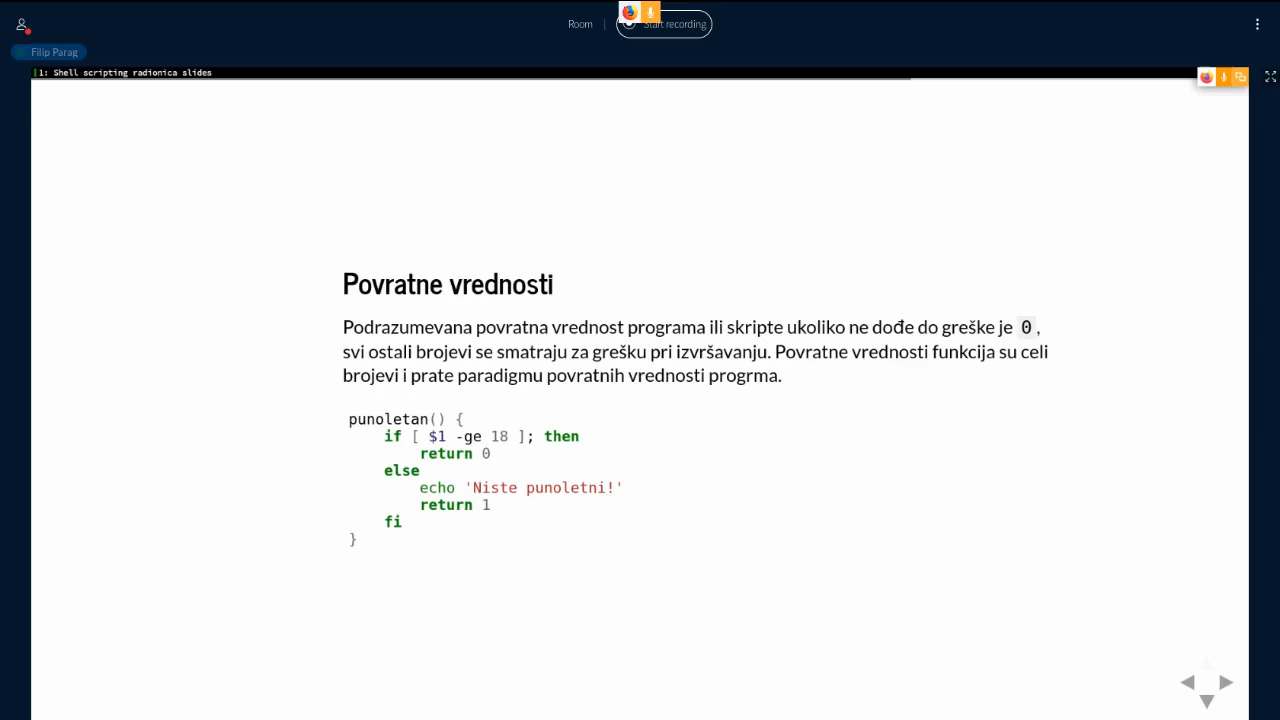 Room
Start recording
Filip Parag
1: Shell scripting radionica slides
Povratne vrednosti
Podrazumevana povratna vrednost programa ili skripte ukoliko ne dođe do greške je 0,
svi ostali brojevi se smatraju za grešku pri izvršavanju. Povratne vrednosti funkcija su celi
brojevi i prate paradigmu povratnih vrednosti progrma.
punoletan() {
    if [ $1 -ge 18 ]; then
        return 0
    else
        echo 'Niste punoletni!'
        return 1
    fi
}